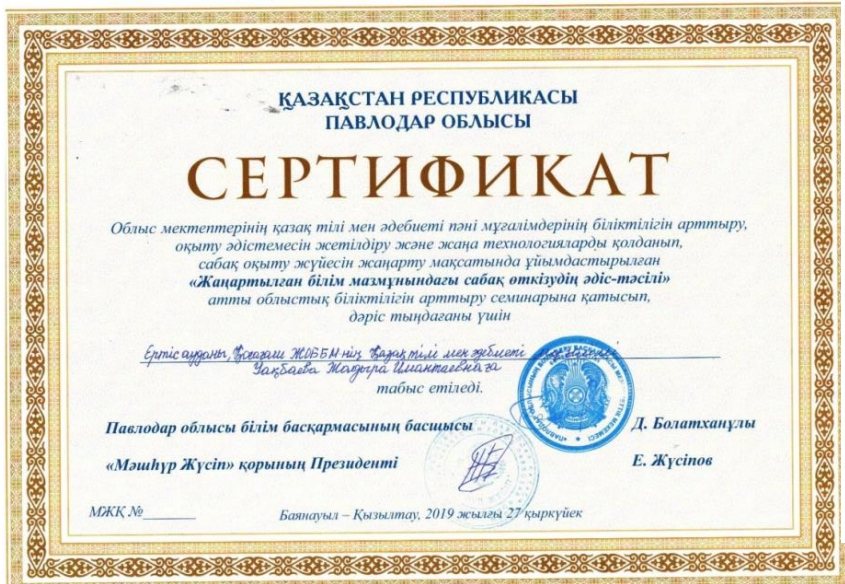 ҚАЗАҚСТАН РЕСПУБЛИКАСЫ
ПАВЛОДАР ОБЛЫСЫ
СЕРТИФИКАТ
Облыс мектептерінің қазақ тілі мен әдебиеті пәні мұғалімдерінің біліктілігін арттыру,
оқыту әдістемесін жетілдіру және жаңа технологияларды қолданып,
сабақ оқыту жүйесін жаңарту мақсатында ұйымдастырылған
«Жаңартылған білім мазмұнындағы сабақ өткізудің әдіс-тәсілі»
атты облыстық біліктілігін арттыру семинарына қатысып,
дәріс тыңдағаны үшін
Ертіс ауданы, ЖОББМ нің Қазақ тілі мен әдебиеті
Жадыра Имантаевнаға
табыс етіледі.
Павлодар облысы білім басқармасының басшысы
Д. Болатханұлы
«Мәшһүр Жүсіп» қорының Президенті
Е. Жүсіпов
МЖҚ №
Баянауыл – Қызылтау, 2019 жылғы 27 қыркүйек